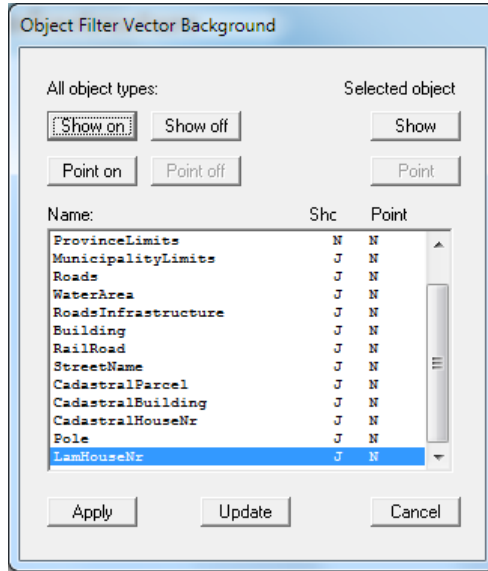 Object Filter Vector Background
All object types: Selected object
Show on Show off Show
Point on Point off Point
Name: Shc Point
ProvinceLimits N N
MunicipalityLimits J N
Roads J N
WaterArea J N
RoadsInfrastructure J N
Building J N
RailRoad J N
StreetName J N
CadastralParcel J N
CadastralBuilding J N
CadastralHouseNr J N
Pole J N
LamHouseNr J N
Apply Update Cancel